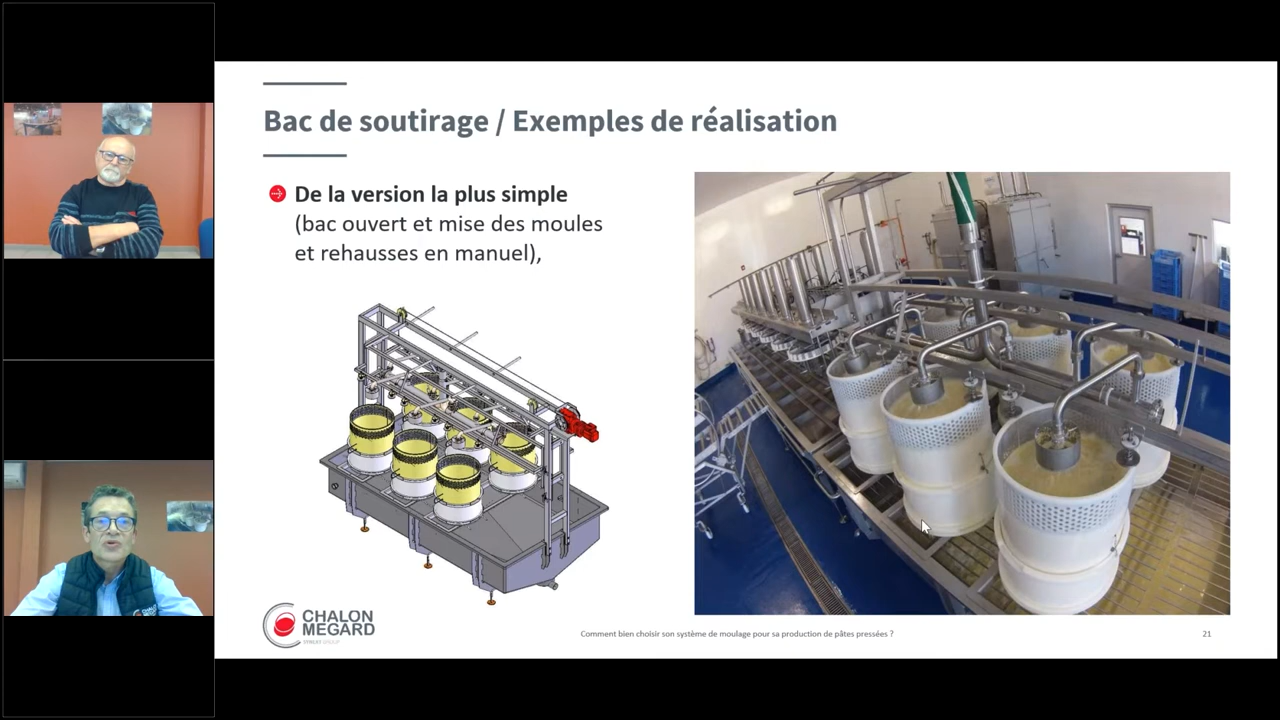 Bac de soutirage / Exemples de réalisation
De la version la plus simple
(bac ouvert et mise des moules
et rehausses en manuel),
CHALON
MEGARD
Comment bien choisir son système de moulage pour sa production de pâtes pressées ?
21
CHALON